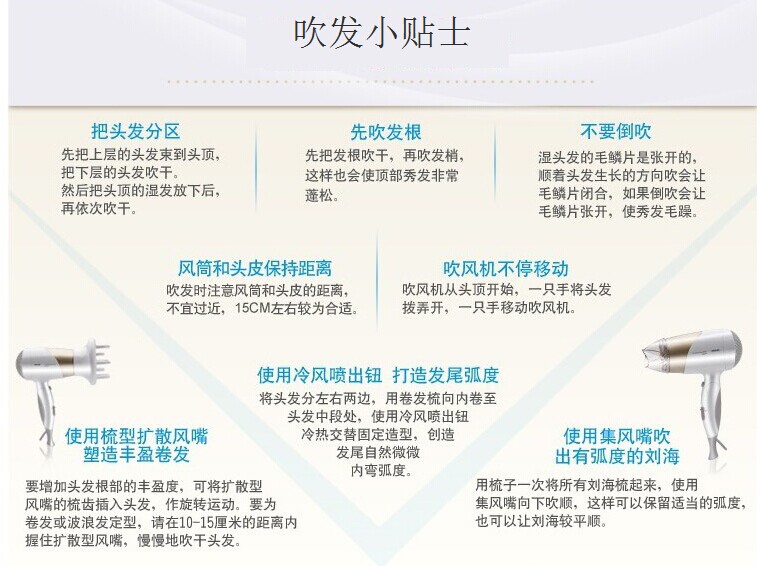 吹发小贴士
把头发分区
先把上层的头发束到头顶，
把下层的头发吹干。
然后把头顶的湿发放下后，
再依次吹干。
先吹发根
先把发根吹干，再吹发梢，
这样也会使顶部秀发非常
蓬松。
不要倒吹
湿头发的毛鳞片是张开的，
顺着头发生长的方向吹会让
毛鳞片闭合，如果倒吹会让
毛鳞片张开，使秀发毛躁。
风筒和头皮保持距离
吹发时注意风筒和头皮的距离，
不宜过近，15CM左右较为合适。
吹风机不停移动
吹风机从头顶开始，一只手将头发
拨弄开，一只手移动吹风机。
使用冷风喷出钮 打造发尾弧度
将头发分左右两边，用卷发梳向内卷至
头发中段处，使用冷风喷出钮
冷热交替固定造型，创造
发尾自然微微
内弯弧度。
使用梳型扩散风嘴
塑造丰盈卷发
要增加头发根部的丰盈度，可将扩散型
风嘴的梳齿插入头发，作旋转运动。要为
卷发或波浪发定型，请在10-15厘米的距离内
握住扩散型风嘴，慢慢地吹干头发。
使用集风嘴吹
出有弧度的刘海
用梳子一次将所有刘海梳起来，使用
集风嘴向下吹顺，这样可以保留适当的弧度，
也可以让刘海较平顺。